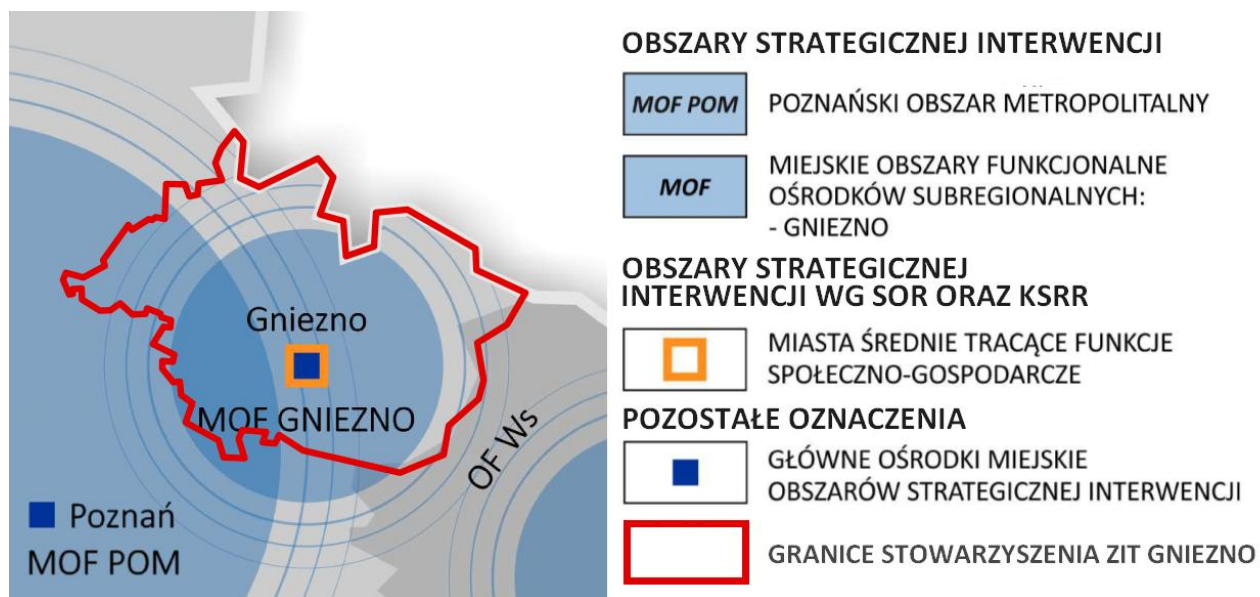 Gniezno
MOF GNIEZNO
OF Ws
Poznań
MOF POM
OBSZARY STRATEGICZNEJ INTERWENCJI
MOF POM
POZNAŃSKI OBSZAR METROPOLITALNY
MOF
MIEJSKIE OBSZARY FUNKCJONALNE
OŚRODKÓW SUBREGIONALNYCH:
- GNIEZNO
OBSZARY STRATEGICZNEJ
INTERWENCJI WG SOR ORAZ KSRR
MIASTA ŚREDNIE TRACĄCE FUNKCJE
SPOŁECZNO-GOSPODARCZE
POZOSTAŁE OZNACZENIA
GŁÓWNE OŚRODKI MIEJSKIE
OBSZARÓW STRATEGICZNEJ INTERWENCJI
GRANICE STOWARZYSZENIA ZIT GNIEZNO